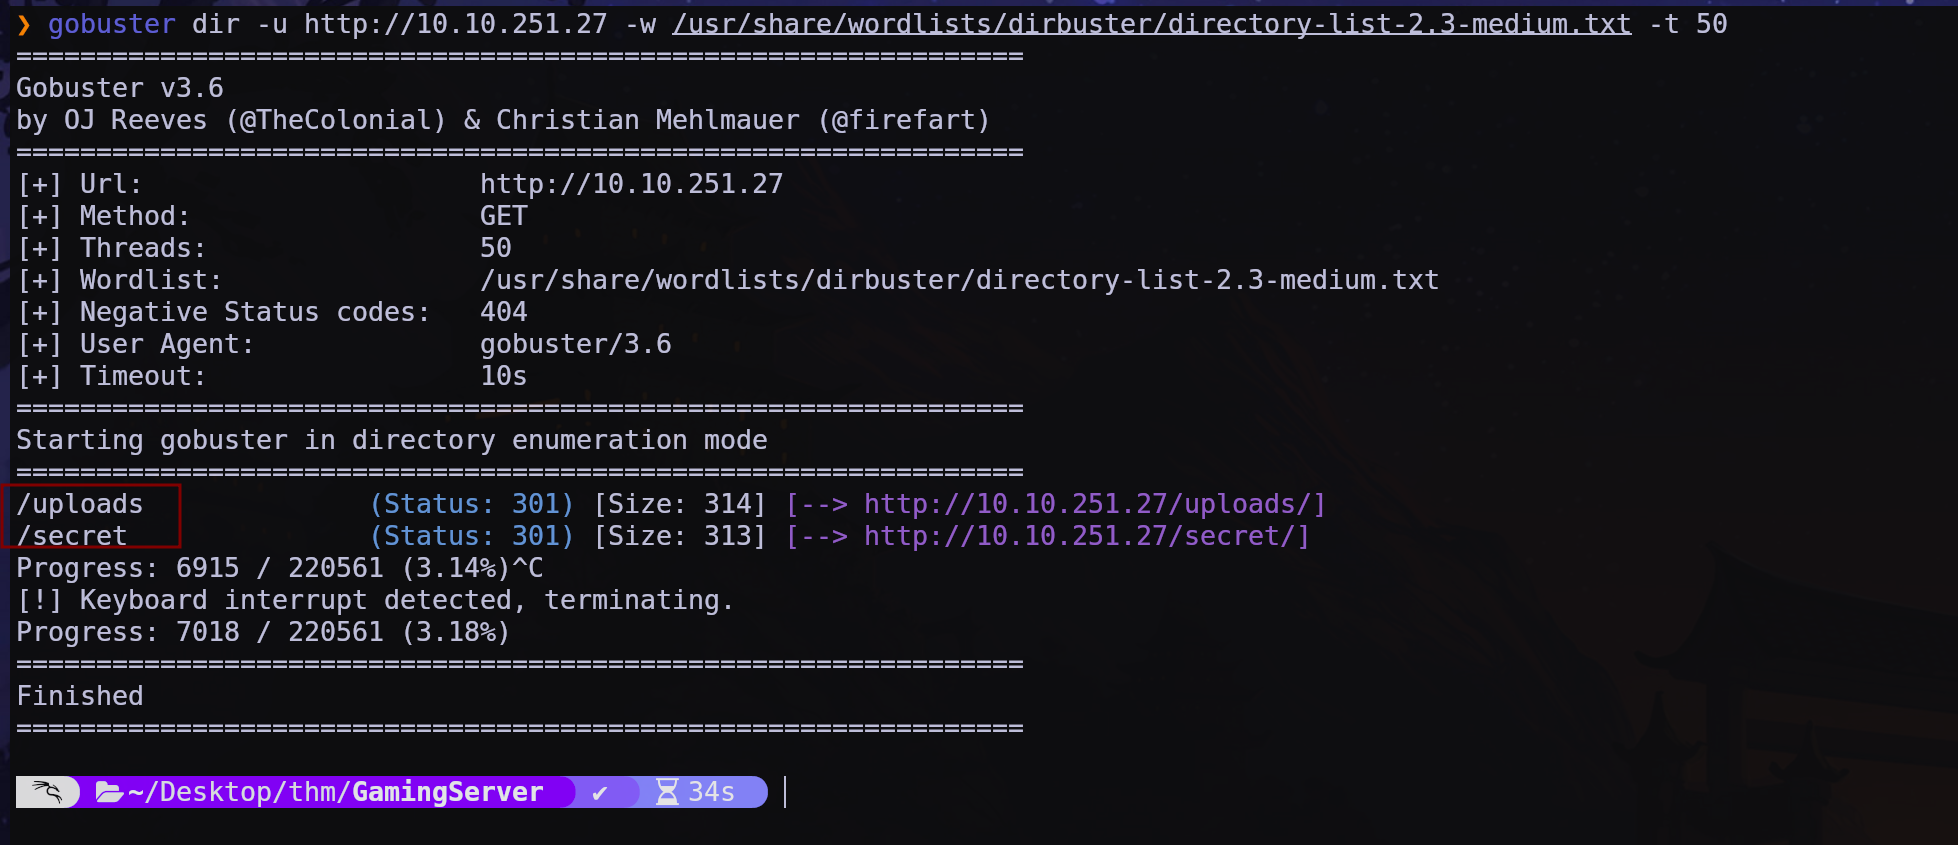 ❯ gobuster dir -u http://10.10.251.27 -w /usr/share/wordlists/dirbuster/directory-list-2.3-medium.txt -t 50
===============================================================
Gobuster v3.6
by OJ Reeves (@TheColonial) & Christian Mehlmauer (@firefart)
===============================================================
[+] Url:                     http://10.10.251.27
[+] Method:                  GET
[+] Threads:                 50
[+] Wordlist:                /usr/share/wordlists/dirbuster/directory-list-2.3-medium.txt
[+] Negative Status codes:   404
[+] User Agent:              gobuster/3.6
[+] Timeout:                 10s
===============================================================
Starting gobuster in directory enumeration mode
===============================================================
/uploads              (Status: 301) [Size: 314] [--> http://10.10.251.27/uploads/]
/secret               (Status: 301) [Size: 313] [--> http://10.10.251.27/secret/]
Progress: 6915 / 220561 (3.14%)^C
[!] Keyboard interrupt detected, terminating.
Progress: 7018 / 220561 (3.18%)
===============================================================
Finished
===============================================================
~/Desktop/thm/GamingServer ✔ 34s